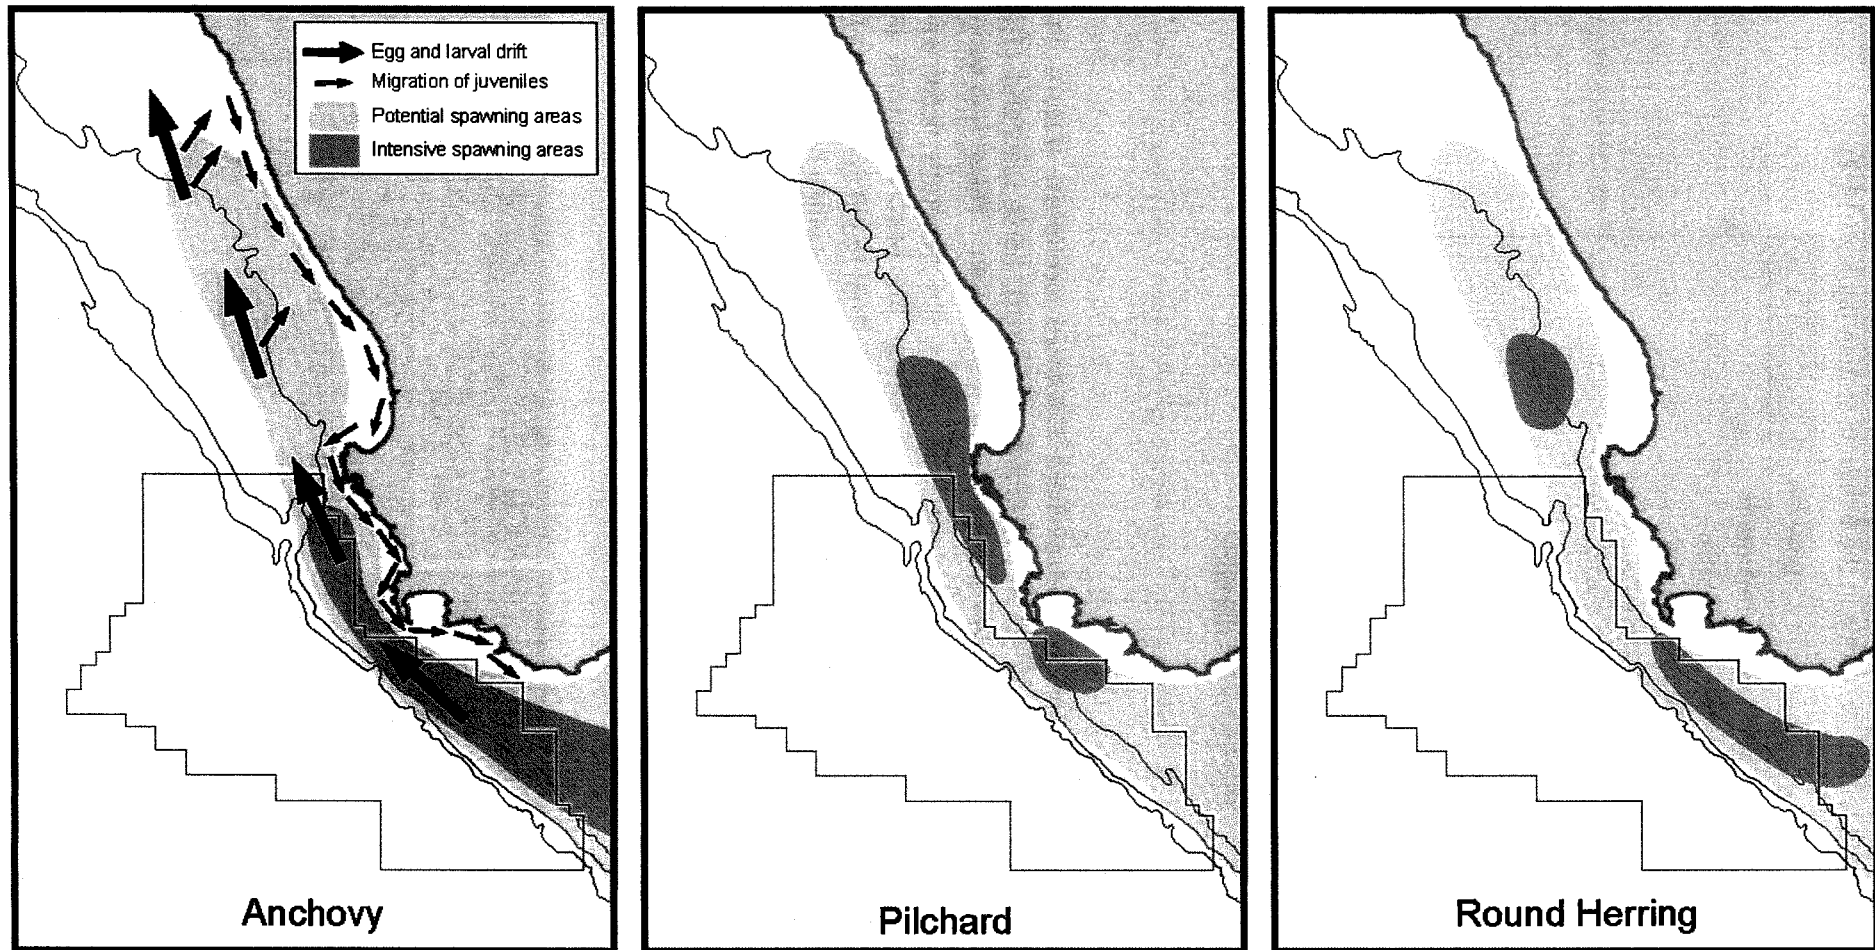 Egg and larval drift
Migration of juveniles
Potential spawning areas
Intensive spawning areas
Anchovy
Pilchard
Round Herring